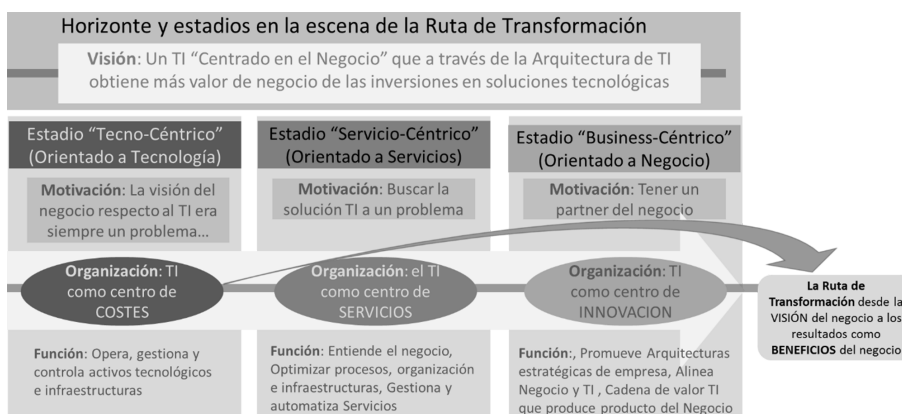 Horizonte y estadios en la escena de la Ruta de Transformación
Visión: Un TI “Centrado en el Negocio” que a través de la Arquitectura de TI
obtiene más valor de negocio de las inversiones en soluciones tecnológicas
Estadio “Tecno-Céntrico”
(Orientado a Tecnología)
Motivación: La visión del
negocio respecto al TI era
siempre un problema...
Organización: TI
como centro de
COSTES
Función: Opera, gestiona y
controla activos tecnológicos
e infraestructuras
Estadio “Servicio-Céntrico”
(Orientado a Servicios)
Motivación: Buscar la
solución TI a un problema
Organización: el TI
como centro de
SERVICIOS
Función: Entiende el negocio,
Optimizar procesos, organización
e infraestructuras, Gestiona y
automatiza Servicios
Estadio “Business-Céntrico”
(Orientado a Negocio)
Motivación: Tener un
partner del negocio
Organización: TI
como centro de
INNOVACION
Función:, Promueve Arquitecturas
estratégicas de empresa, Alinea
Negocio y TI , Cadena de valor TI
que produce producto del Negocio
La Ruta de
Transformación desde la
VISIÓN del negocio a los
resultados como
BENEFICIOS del negocio